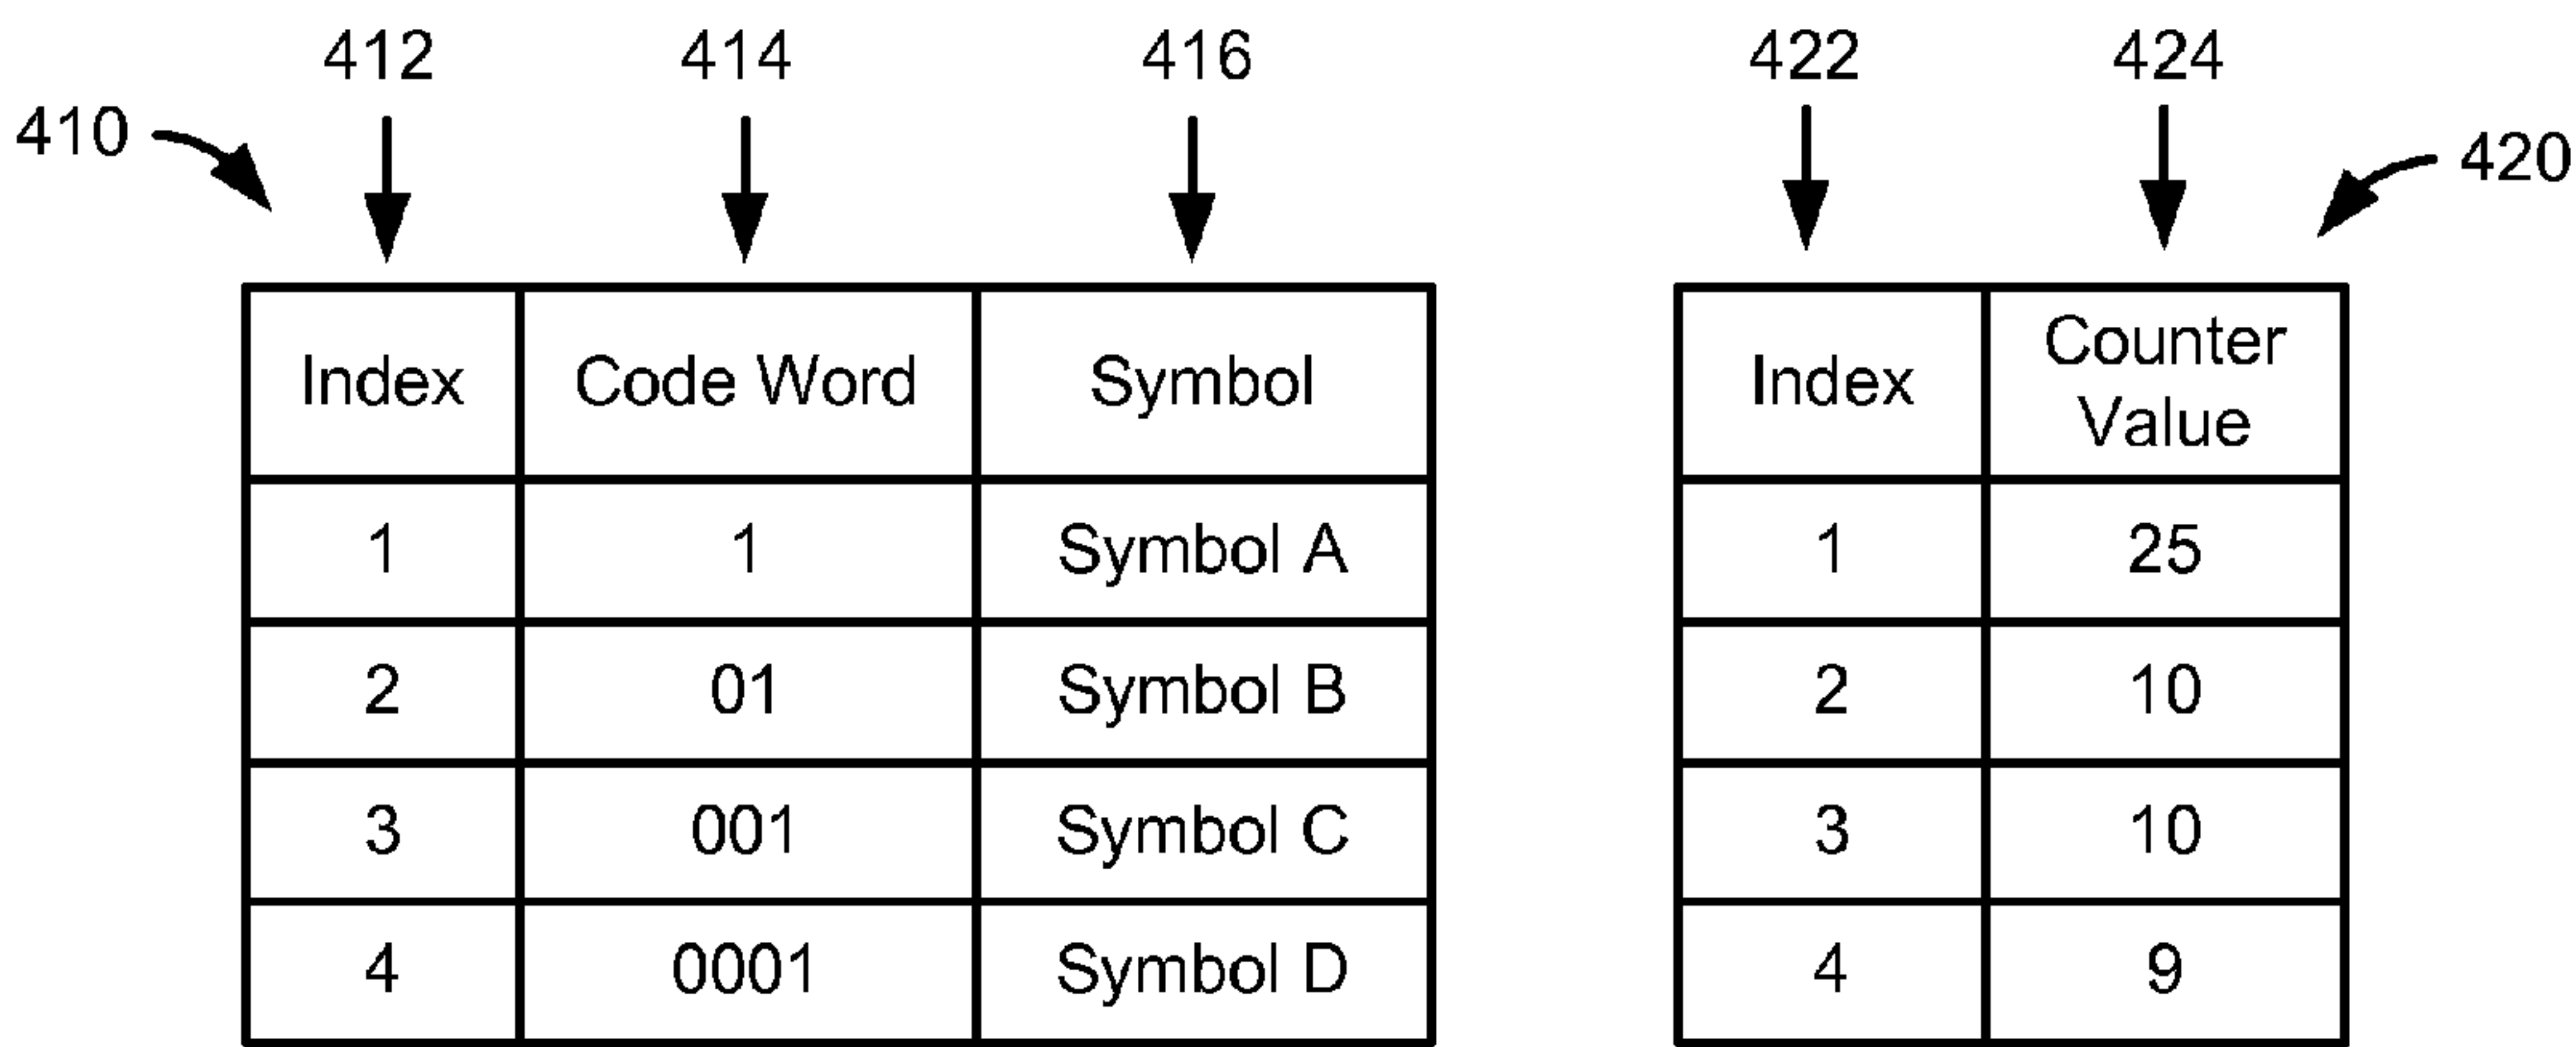 412 414 416 422 424
410 420
Index Code Word Symbol Index Counter Value
1 1 Symbol A 1 25
2 01 Symbol B 2 10
3 001 Symbol C 3 10
4 0001 Symbol D 4 9